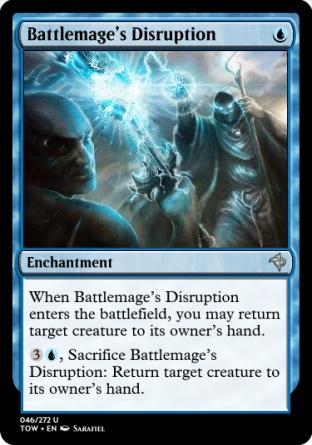 Battlemage's Disruption
Enchantment
When Battlemage's Disruption
enters the battlefield, you may return
target creature to its owner's hand.
3, Sacrifice Battlemage's
Disruption: Return target creature to
its owner's hand.
046/272 U
TOW • EN Sarafiel